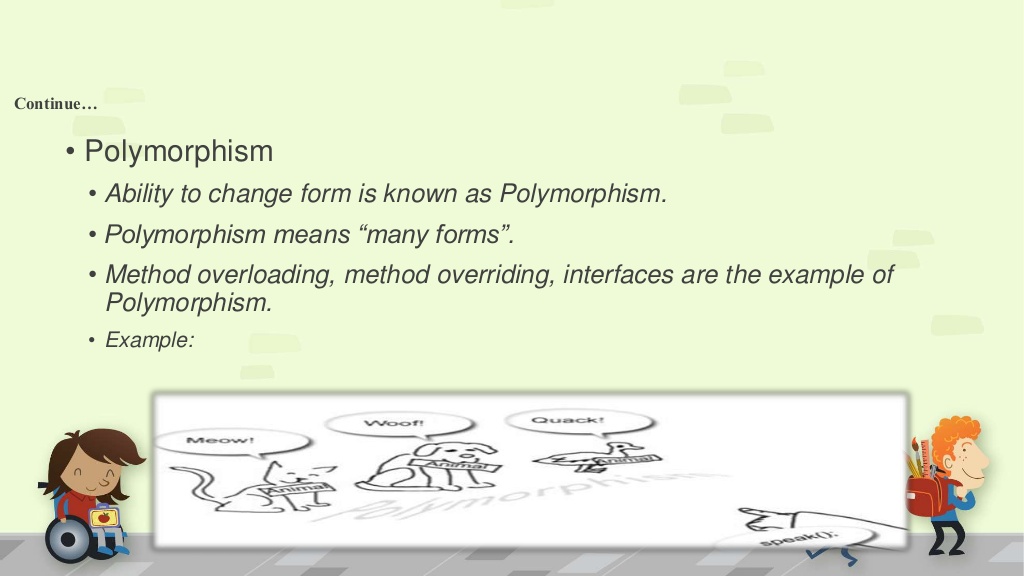 Continue…
• Polymorphism
• Ability to change form is known as Polymorphism.
• Polymorphism means “many forms”.
• Method overloading, method overriding, interfaces are the example of
Polymorphism.
• Example:
Meow!
Woof!
Quack!
Animal
Animal
Animal
Polymorphism
speak();